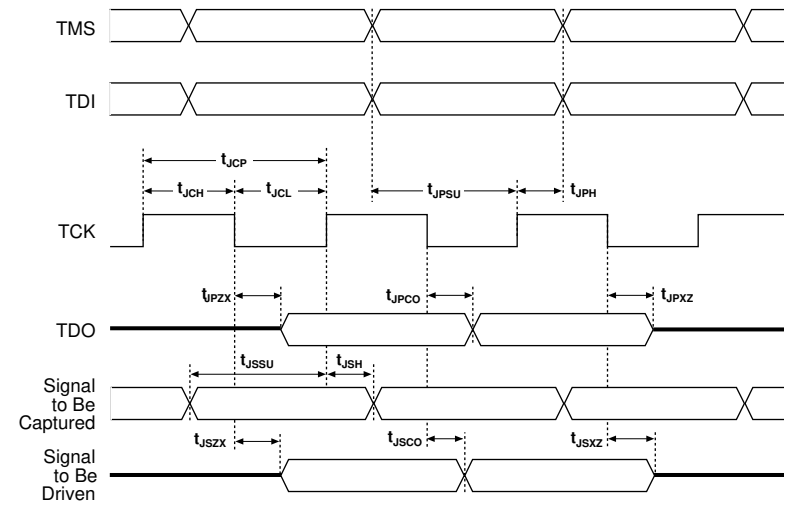 TMS
TDI
tJCP
tJCH
tJCL
tJPSU
tJPH
TCK
tJPZX
tJPCO
tJPXZ
TDO
tJSSU
tJSH
Signal
to Be
Captured
tJSZX
tJSCO
tJSXZ
Signal
to Be
Driven